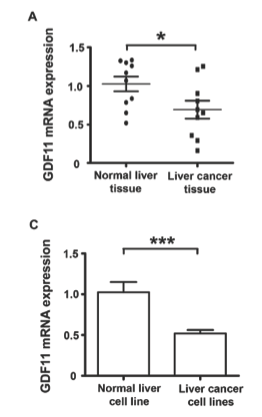 A
GDF11 mRNA expression
1.5
*
1.0
0.5
0
Normal liver
tissue
Liver cancer
tissue
C
GDF11 mRNA expression
1.5
***
1.0
0.5
0
Normal liver
cell line
Liver cancer
cell lines